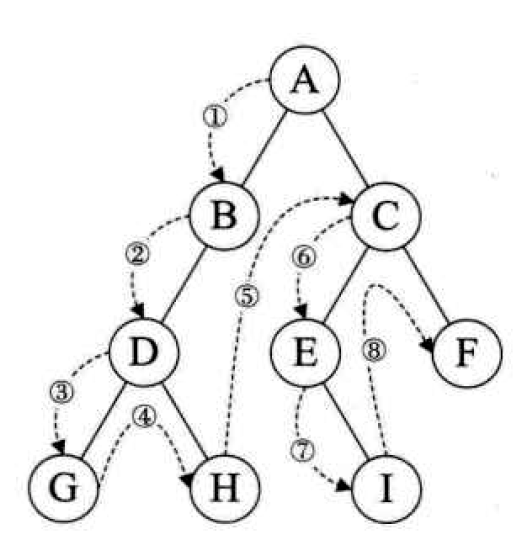 A
①
B
C
②
⑥
⑤
D
E
⑧
F
③
④
⑦
G
H
I